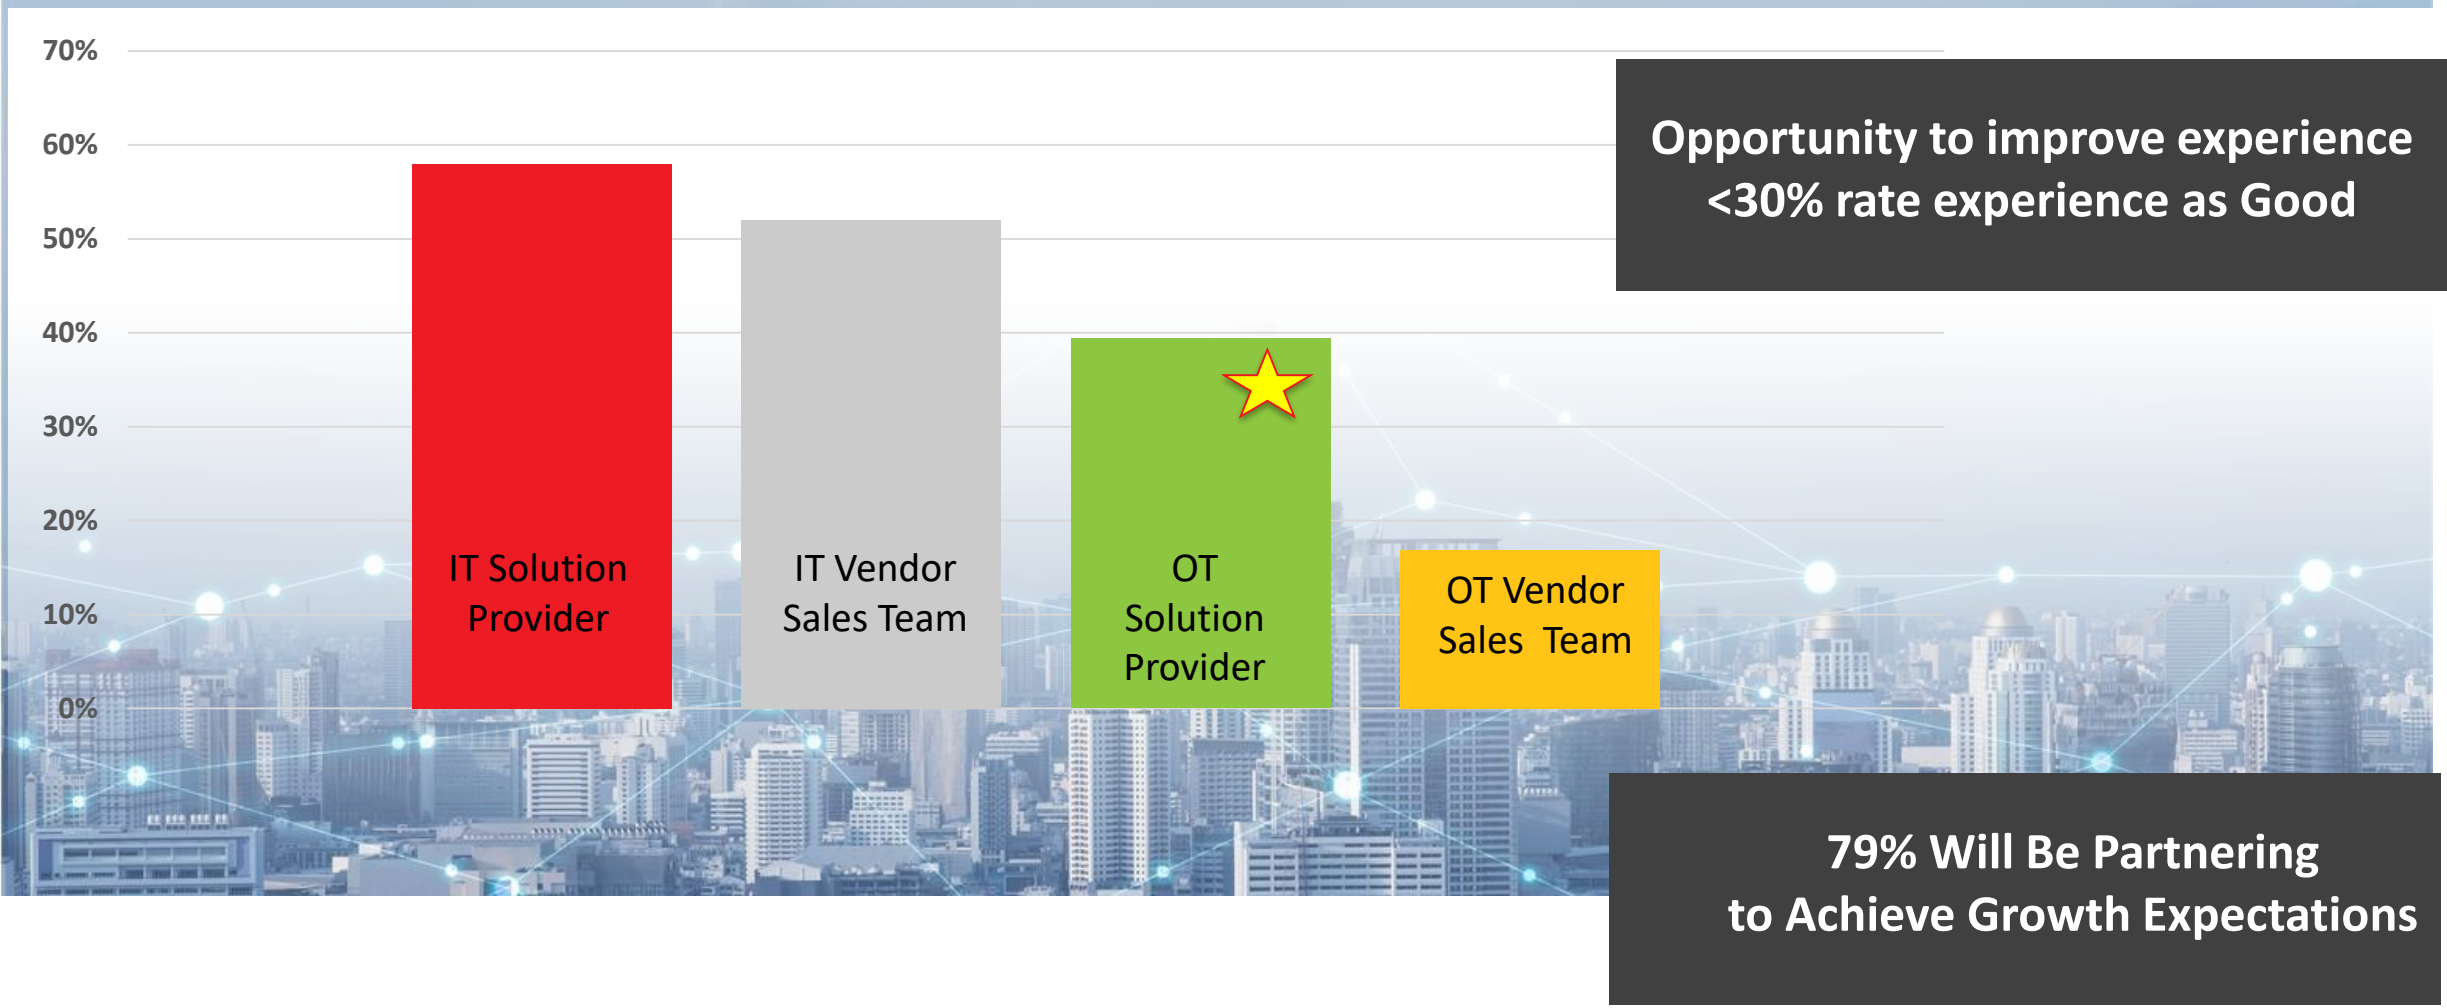 70%
60%
50%
40%
30%
20%
10%
0%
IT Solution
Provider
IT Vendor
Sales Team
OT
Solution
Provider
OT Vendor
Sales  Team
Opportunity to improve experience
<30% rate experience as Good
79% Will Be Partnering
to Achieve Growth Expectations